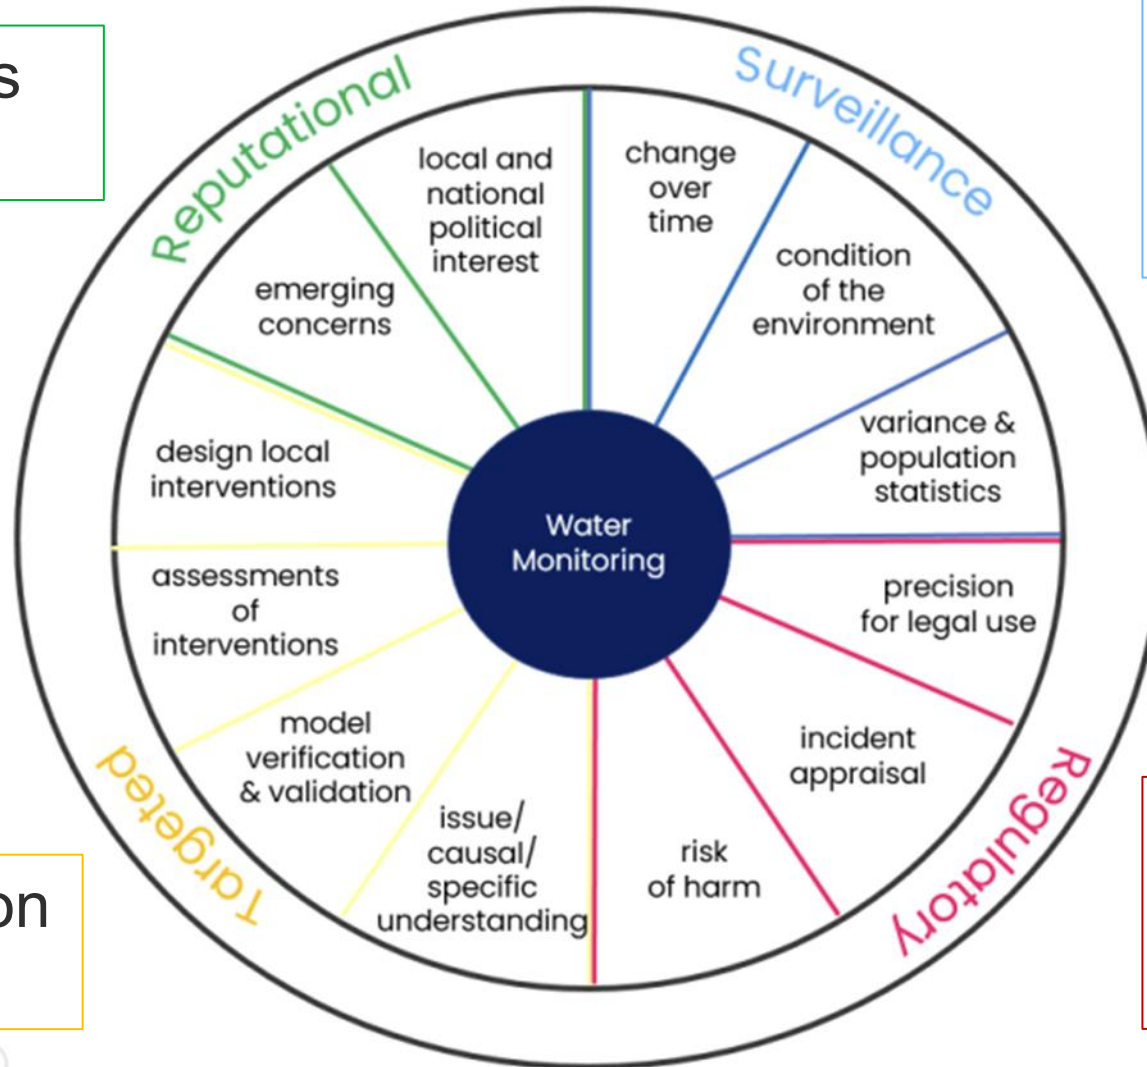 s
on
Reputational
Surveillance
Regulatory
Targeted
local and
national
political
interest
change
over
time
condition
of the
environment
variance &
population
statistics
precision
for legal use
incident
appraisal
risk
of harm
issue/
causal/
specific
understanding
model
verification
& validation
assessments
of
interventions
design local
interventions
emerging
concerns
Water
Monitoring